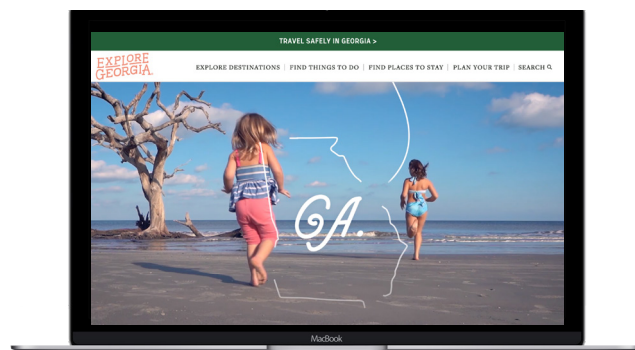 TRAVEL SAFELY IN GEORGIA >
EXPLORE
GEORGIA.
EXPLORE DESTINATIONS | FIND THINGS TO DO | FIND PLACES TO STAY | PLAN YOUR TRIP | SEARCH
GA.
MacBook